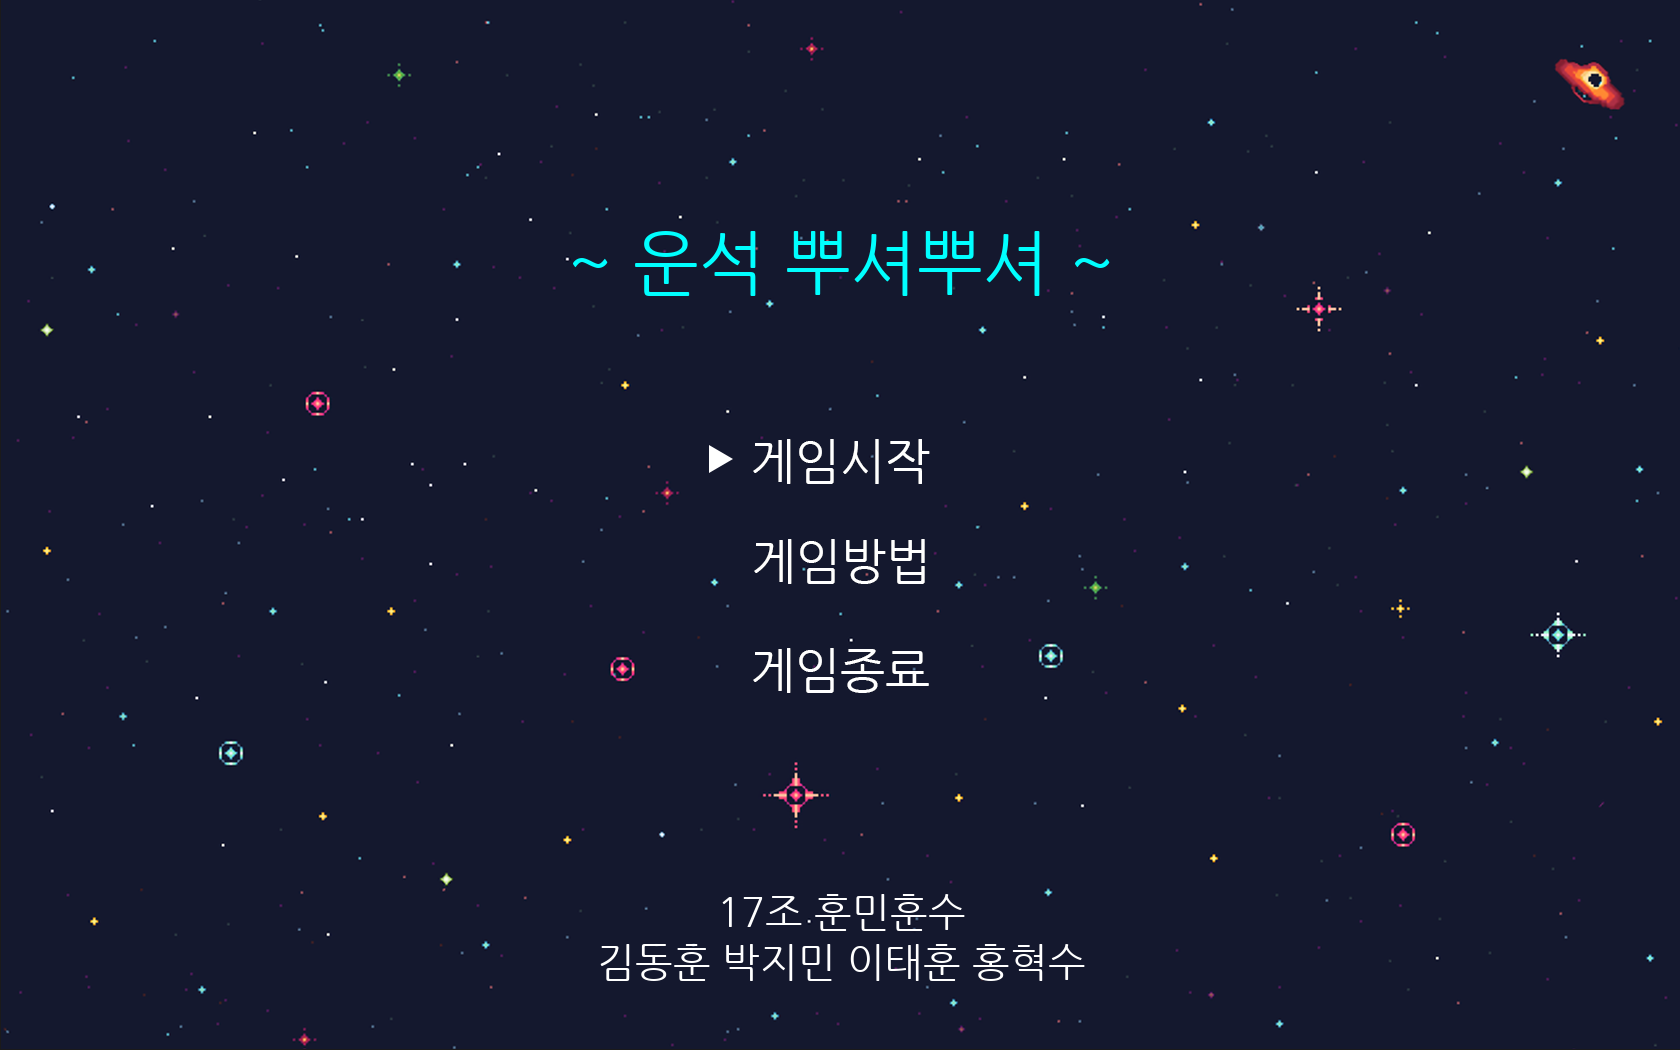 ~ 운석 뿌셔뿌셔 ~
▶ 게임시작
게임방법
게임종료
17조.훈민훈수
김동훈 박지민 이태훈 홍혁수